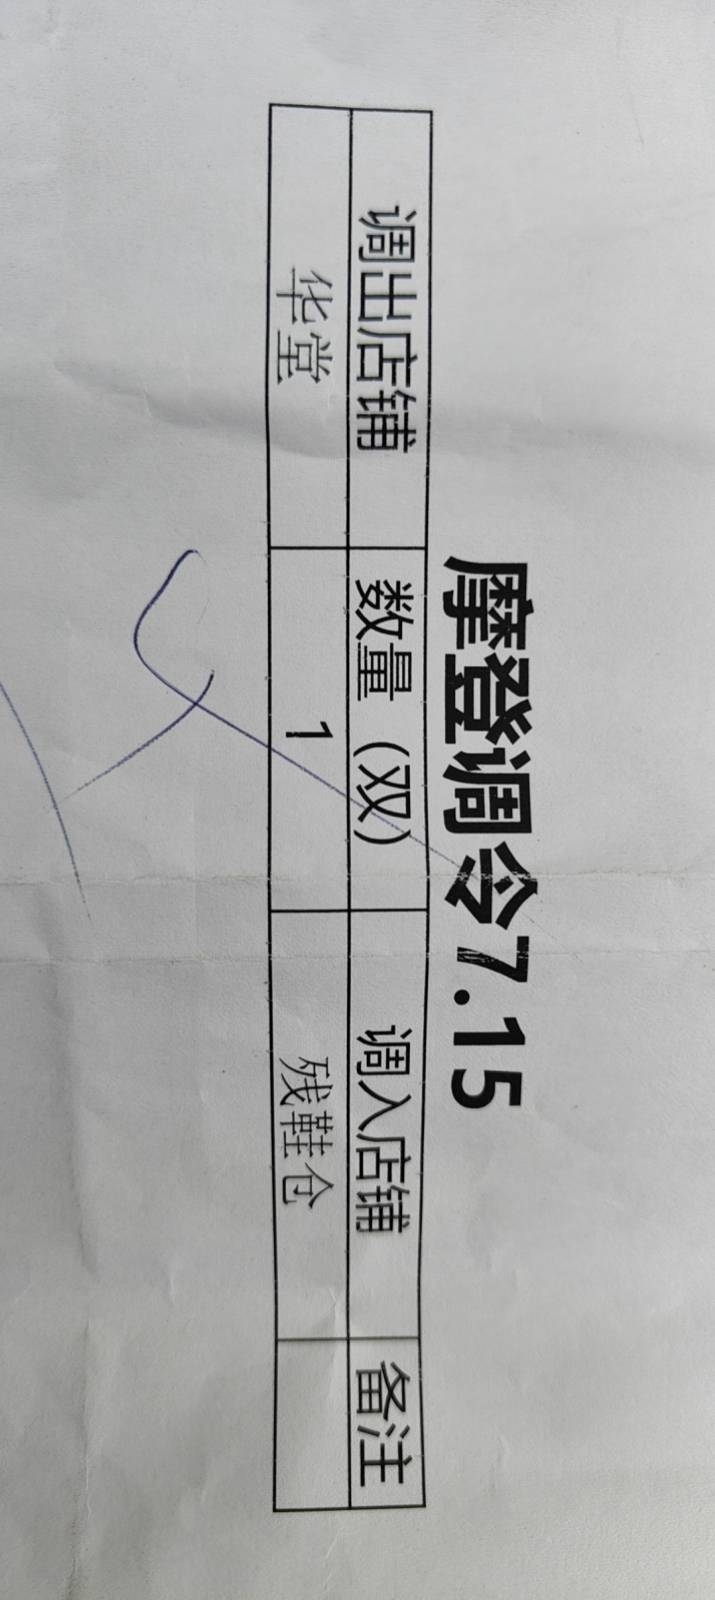 摩登调令7.15
调出店铺 数量（双） 调入店铺 备注
华堂 1 残鞋仓